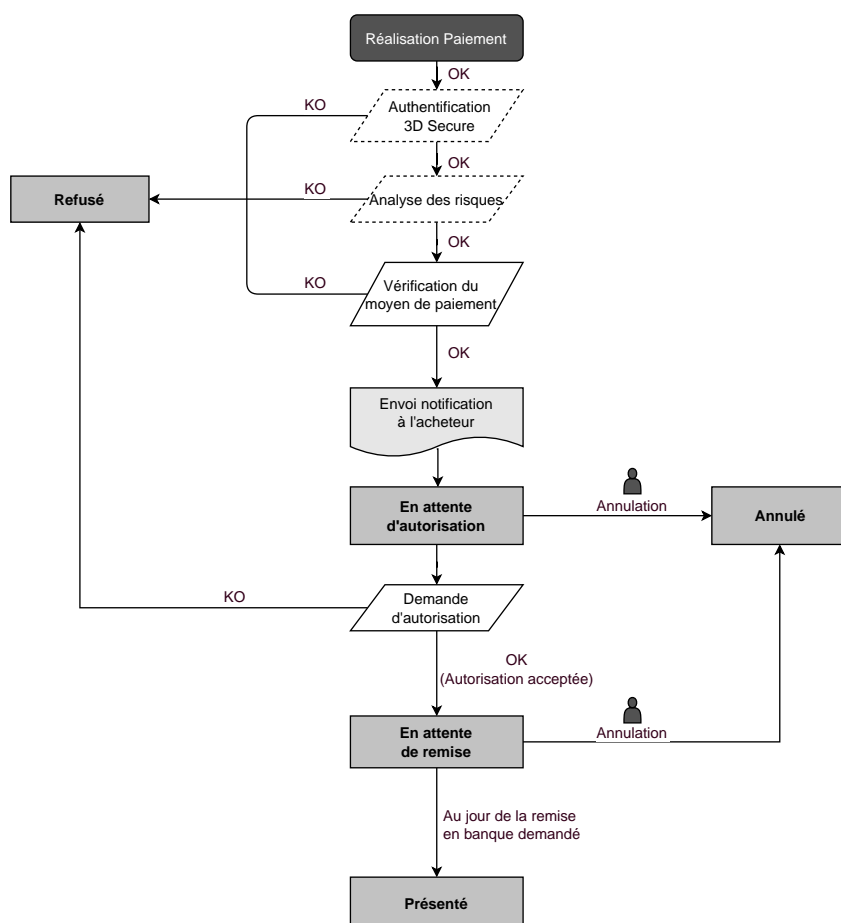 Réalisation Paiement
OK
KO
Authentification
3D Secure
OK
Refusé
KO
Analyse des risques
OK
KO
Vérification du
moyen de paiement
OK
Envoi notification
à l'acheteur
En attente
d'autorisation
Annulation
Annulé
KO
Demande
d'autorisation
OK
(Autorisation acceptée)
En attente
de remise
Annulation
Au jour de la remise
en banque demandé
Présenté